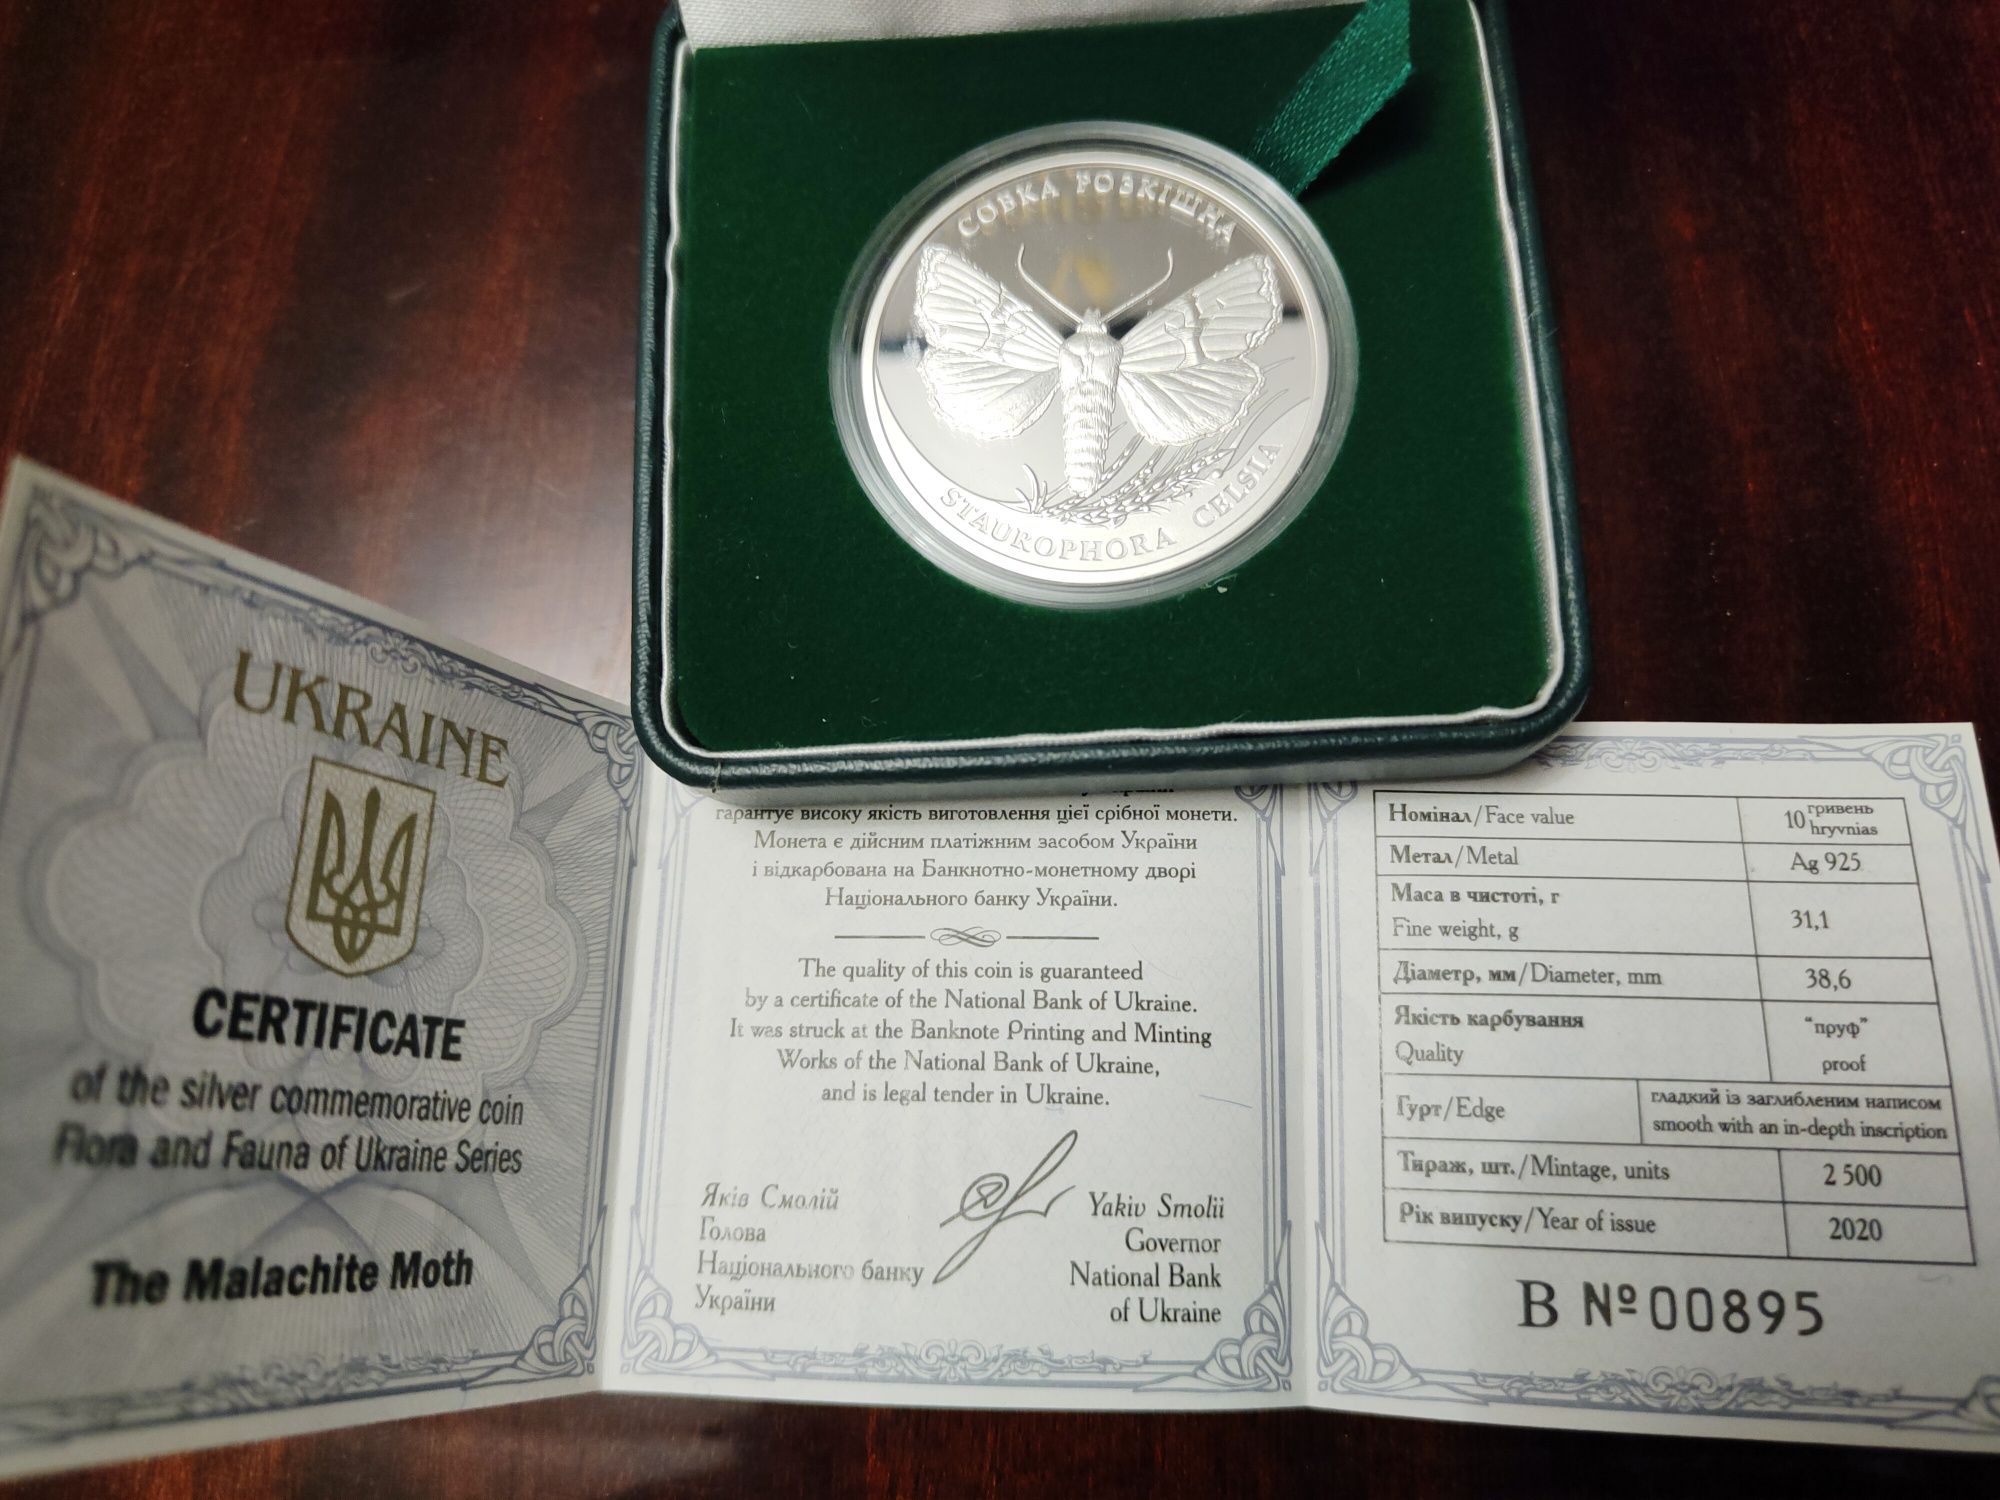 СОВКА РОЗКІШНА
STAUROPHORA CELSIA
UKRAINE
CERTIFICATE
of the silver commemorative coin
Flora and Fauna of Ukraine Series
The Malachite Moth
гарантує високу якість виготовлення цієї срібної монети.
Монета є дійсним платіжним засобом України
і відкарбована на Банкнотно-монетному дворі
Національного банку України.
The quality of this coin is guaranteed
by a certificate of the National Bank of Ukraine.
It was struck at the Banknote Printing and Minting
Works of the National Bank of Ukraine,
and is legal tender in Ukraine.
Яків Смолій
Голова
Національного банку
України
Yakiv Smolii
Governor
National Bank
of Ukraine
Номінал/Face value 10 гривень hryvnias
Метал/Metal Ag 925
Маса в чистоті, г
Fine weight, g 31,1
Діаметр, мм/Diameter, mm 38,6
Якість карбування "пруф"
Quality proof
Гурт/Edge гладкий із заглибленим написом
smooth with an in-depth inscription
Тираж, шт./Mintage, units 2 500
Рік випуску/Year of issue 2020
В №00895